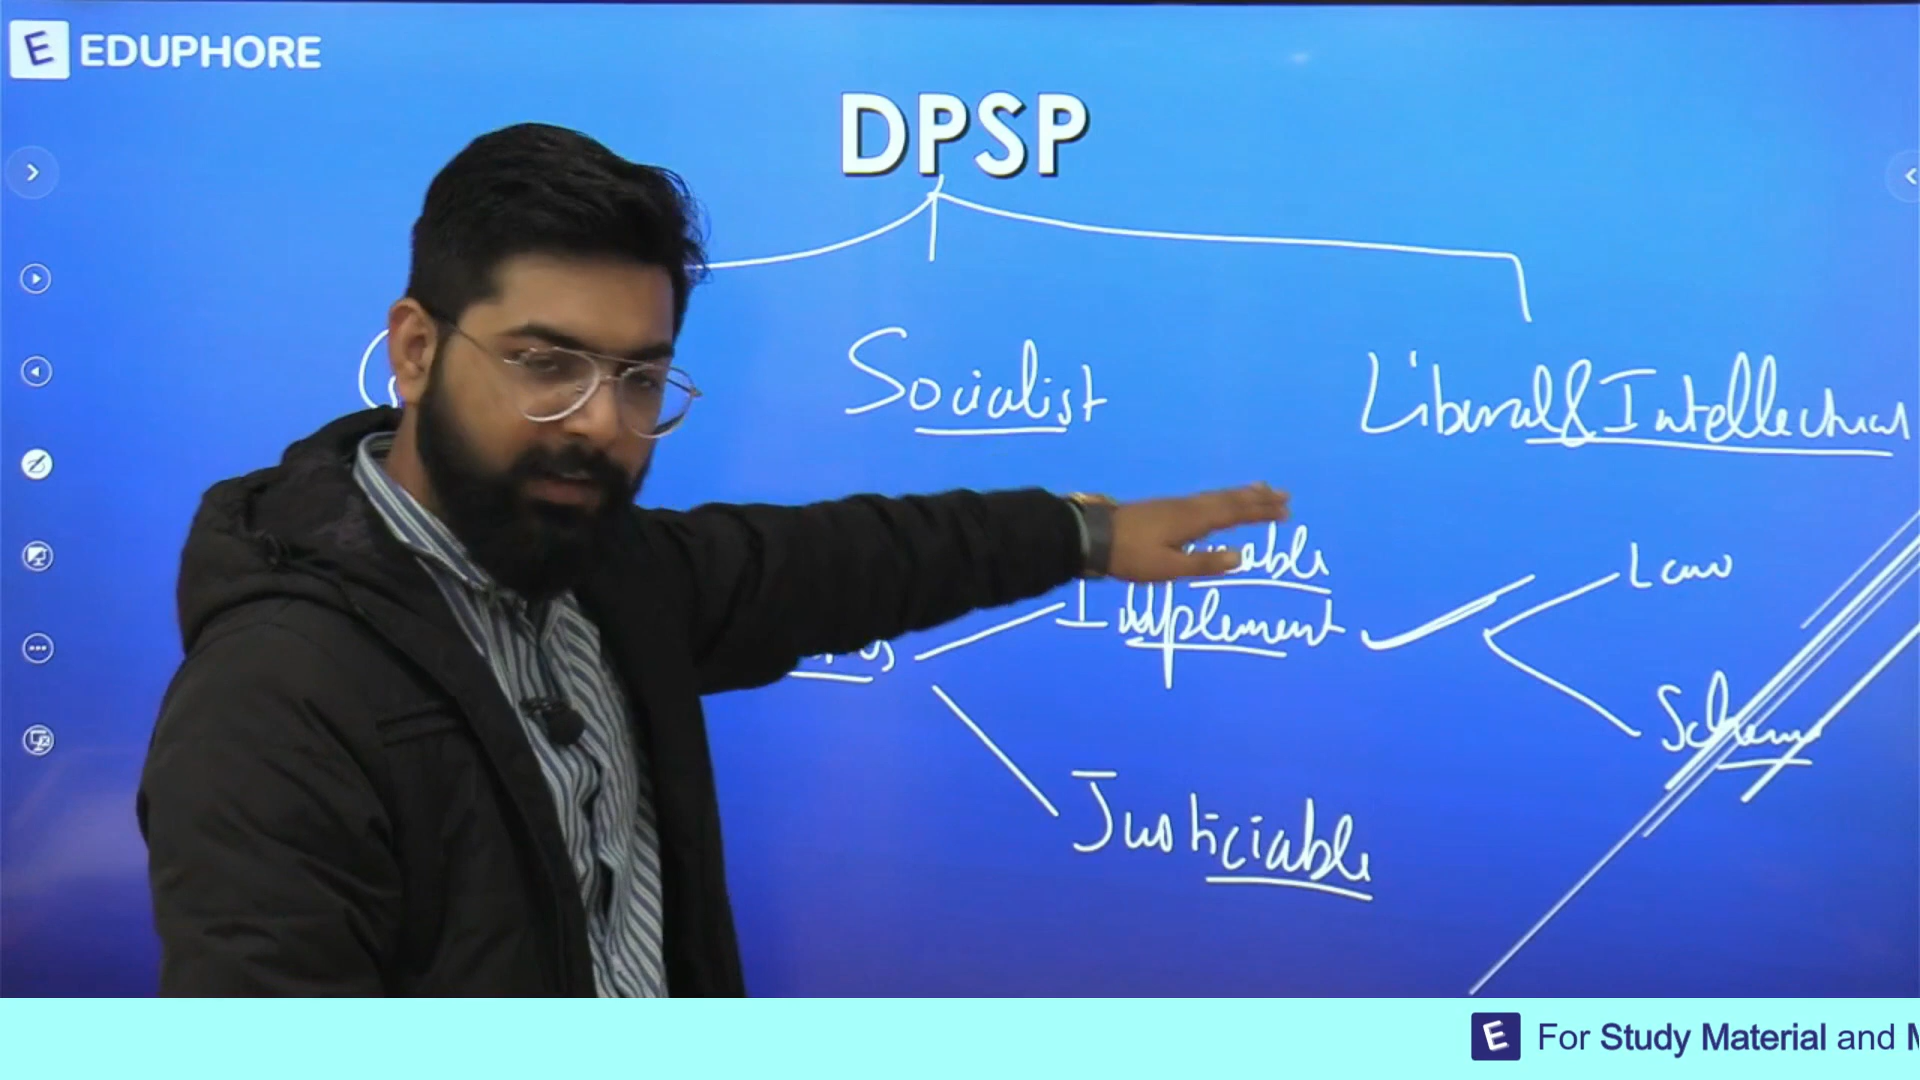 EDUPHORE
DPSP
Socialist
Liberal & Intellectual
Implement
Law
Scheme
Justiciable
For Study Material and